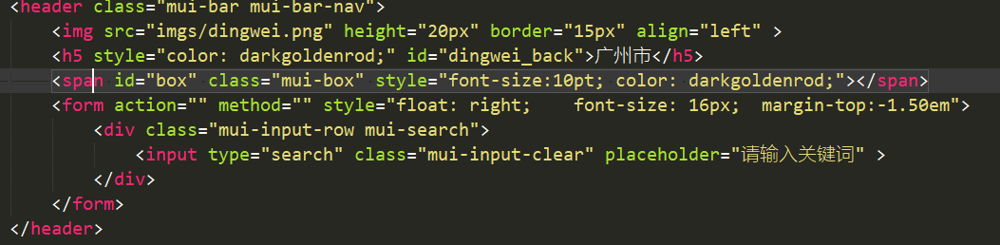 <header class="mui-bar mui-bar-nav">
<img src="imgs/dingwei.png" height="20px" border="15px" align="left" >
<h5 style="color: darkgoldenrod;" id="dingwei_back">广州市</h5>
<span id="box" class="mui-box" style="font-size:10pt; color: darkgoldenrod;"></span>
<form action="" method="" style="float: right;    font-size: 16px;  margin-top:-1.50em">
<div class="mui-input-row mui-search">
<input type="search" class="mui-input-clear" placeholder="请输入关键词" >
</div>
</form>
</header>